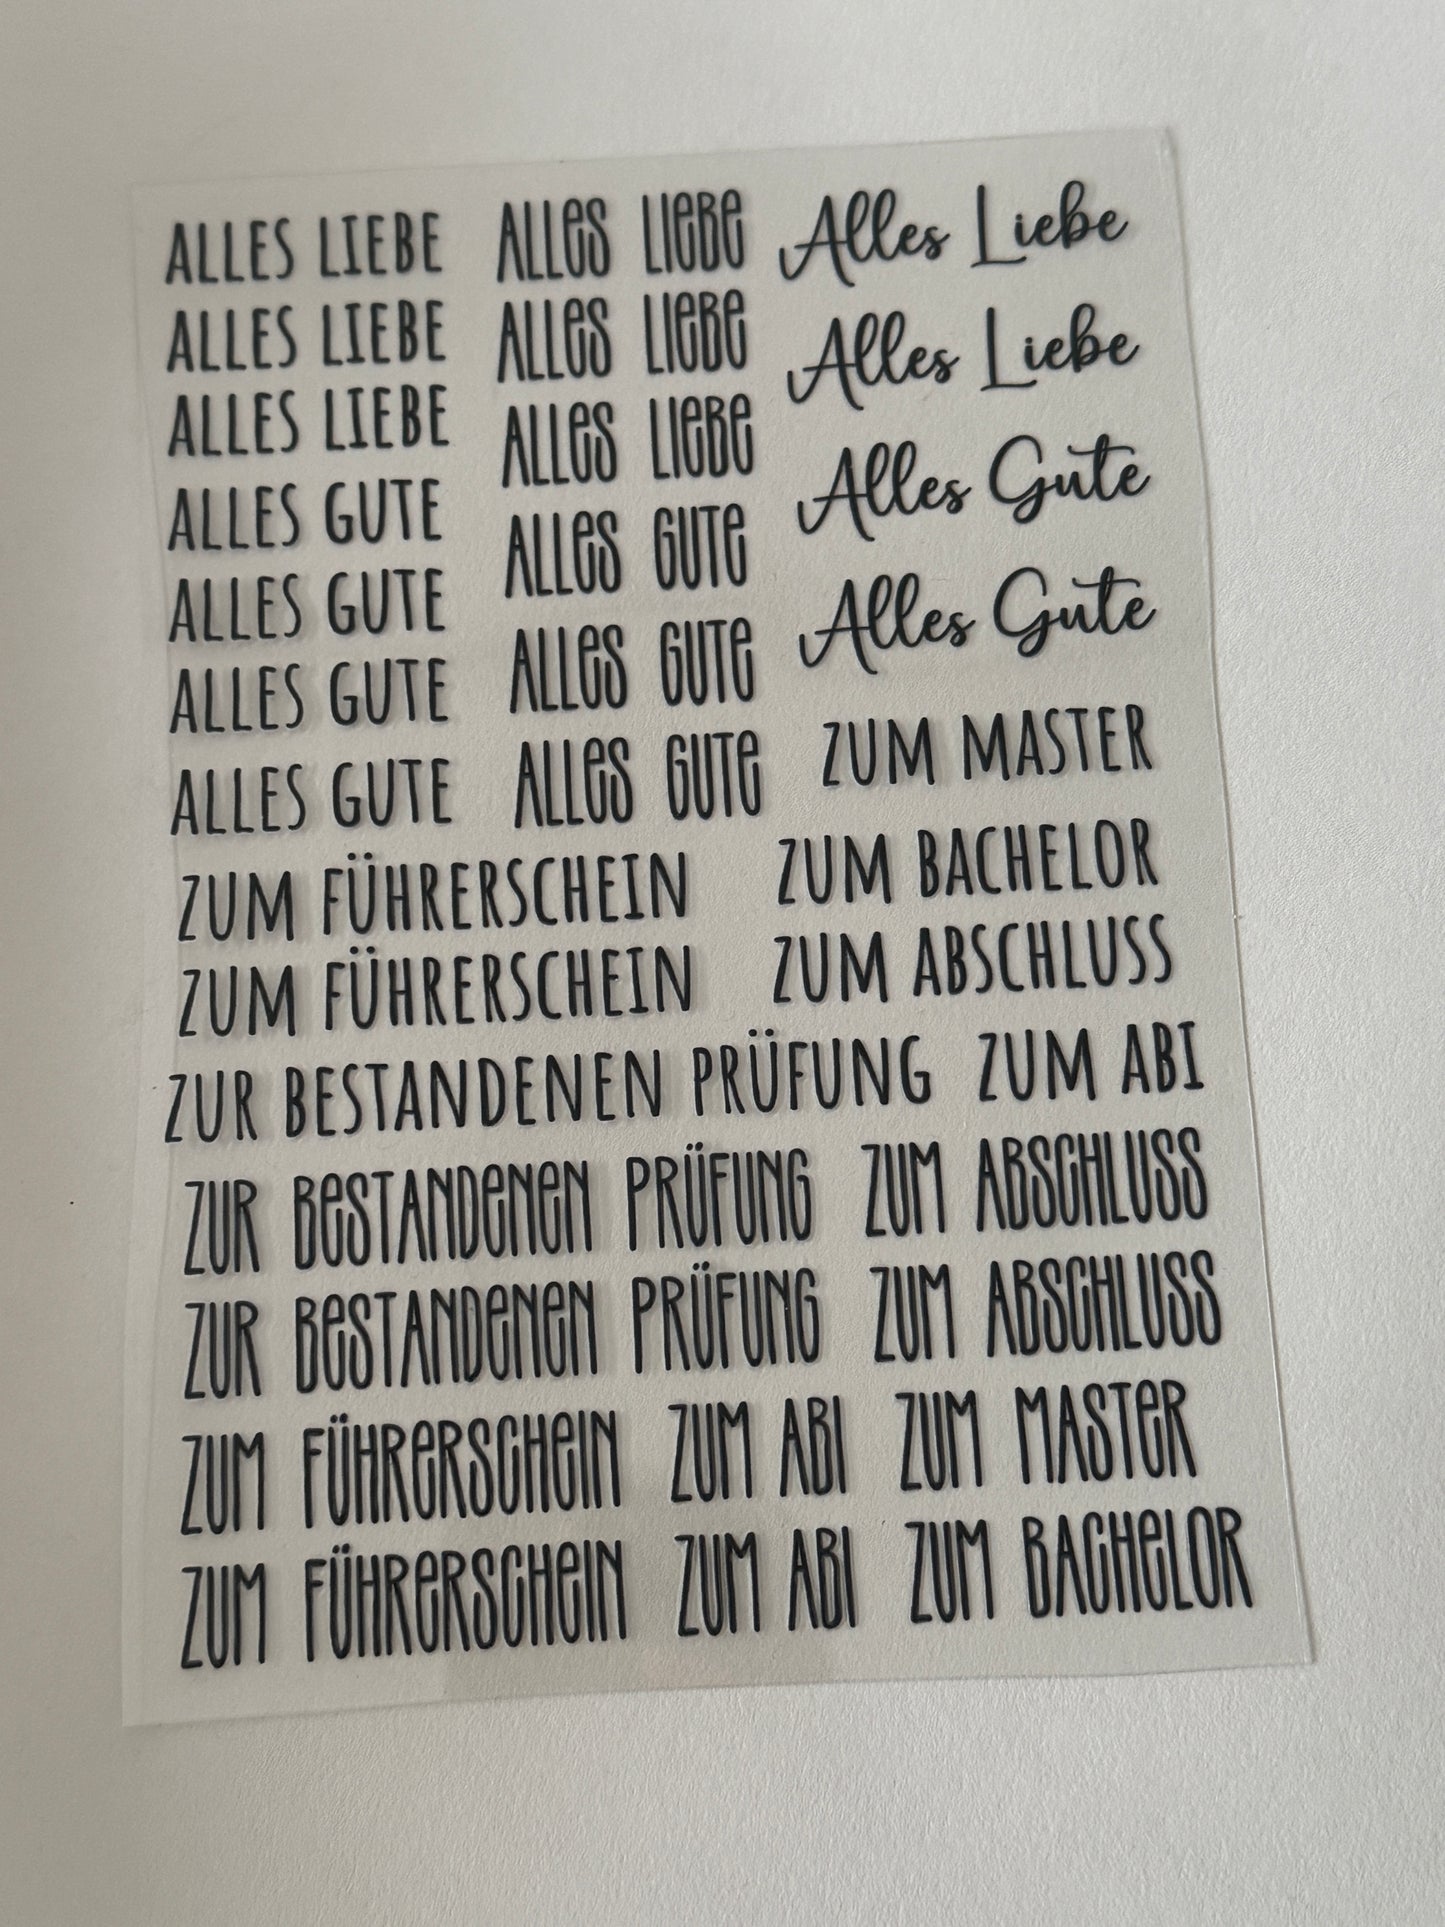 ALLES LIEBE ALLES LIEBE Alles Liebe
ALLES LIEBE ALLES LIEBE Alles Liebe
ALLES LIEBE ALLES LIEBE Alles Gute
ALLES GUTE ALLES GUTE Alles Gute
ALLES GUTE ALLES GUTE
ALLES GUTE ALLES GUTE ZUM MASTER
ALLES GUTE
ZUM FÜHRERSCHEIN ZUM BACHELOR
ZUM FÜHRERSCHEIN ZUM ABSCHLUSS
ZUR BESTANDENEN PRÜFUNG ZUM ABI
ZUR BeSTANDeNeN PRÜFUNG ZUM ABSCHLUSS
ZUR BeSTANDeNeN PRÜFUNG ZUM ABSCHLUSS
ZUM FÜHReRSCHeIN ZUM ABI ZUM MASTeR
ZUM FÜHReRSCHeIN ZUM ABI ZUM BACHeLOR